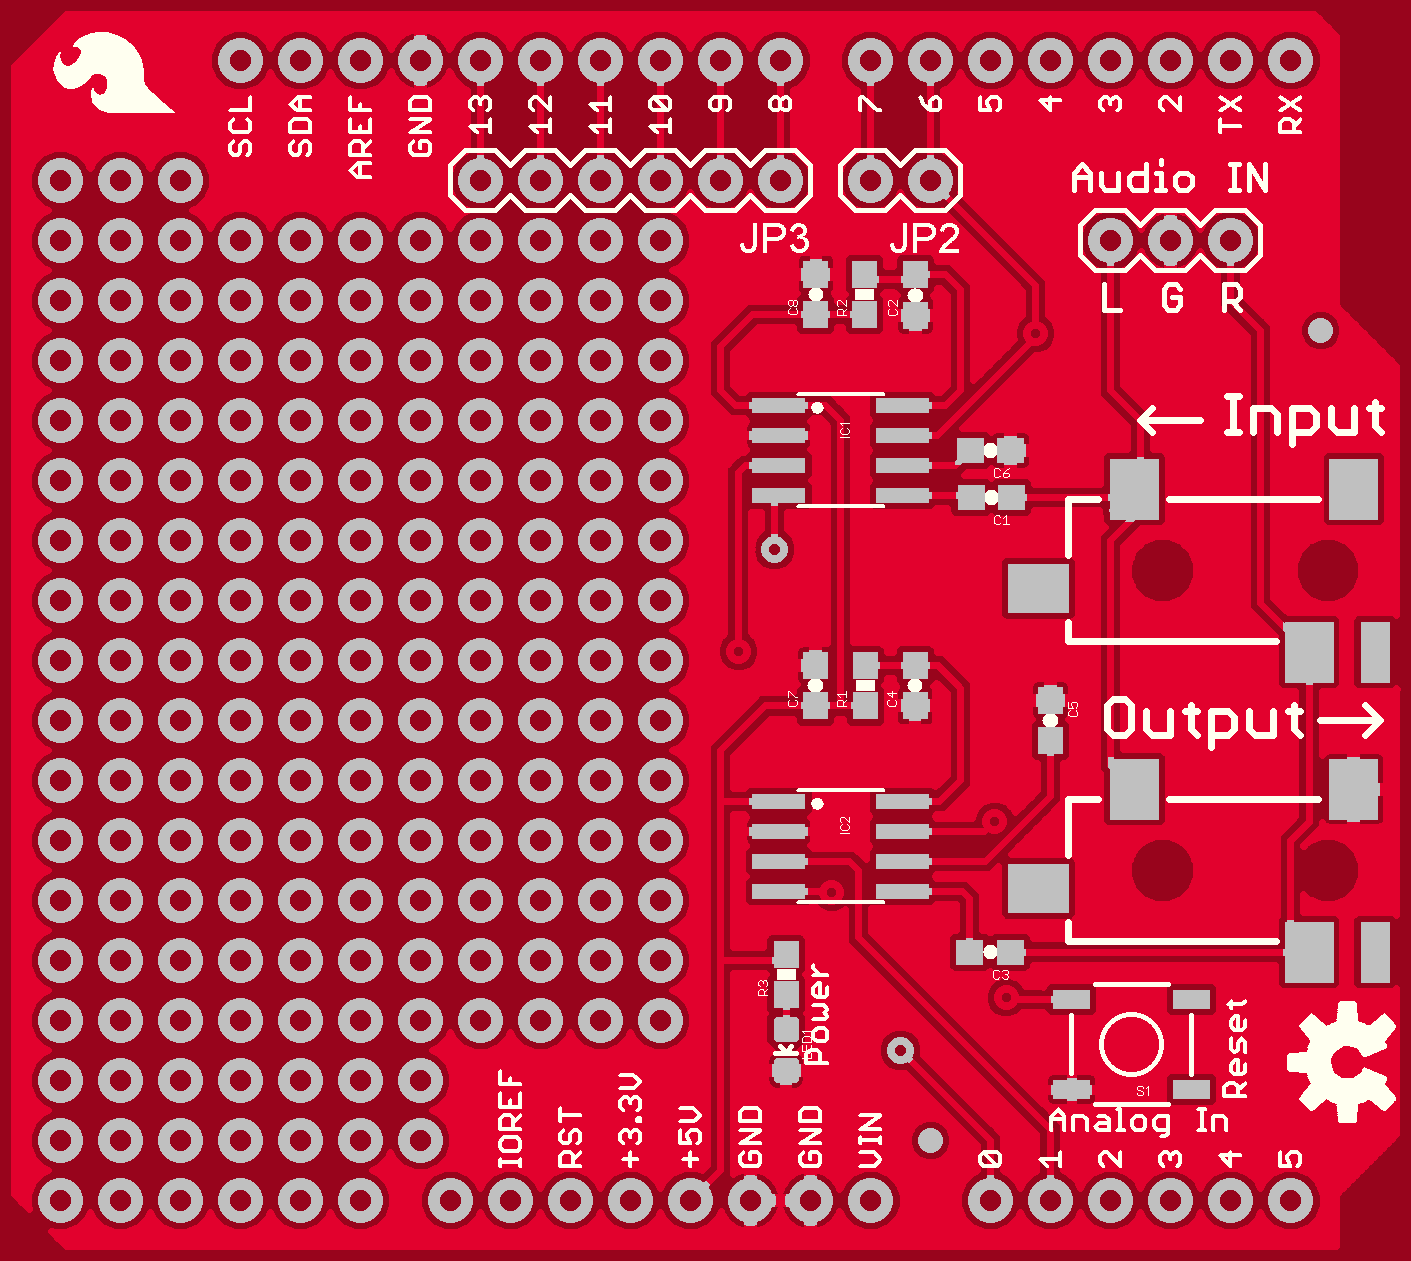 SCL SDA AREF GND 13 12 11 10 9 8 7 6 5 4 3 2 TX RX
Audio IN
JP3 JP2
L G R
C8 R2 C2
Input
IC1
C6
C1
C7 R1 C4 C5
Output
IC2
C3
R3
LED1
Power
Reset
S1
Analog In
IOREF RST +3.3V +5V GND GND VIN 0 1 2 3 4 5